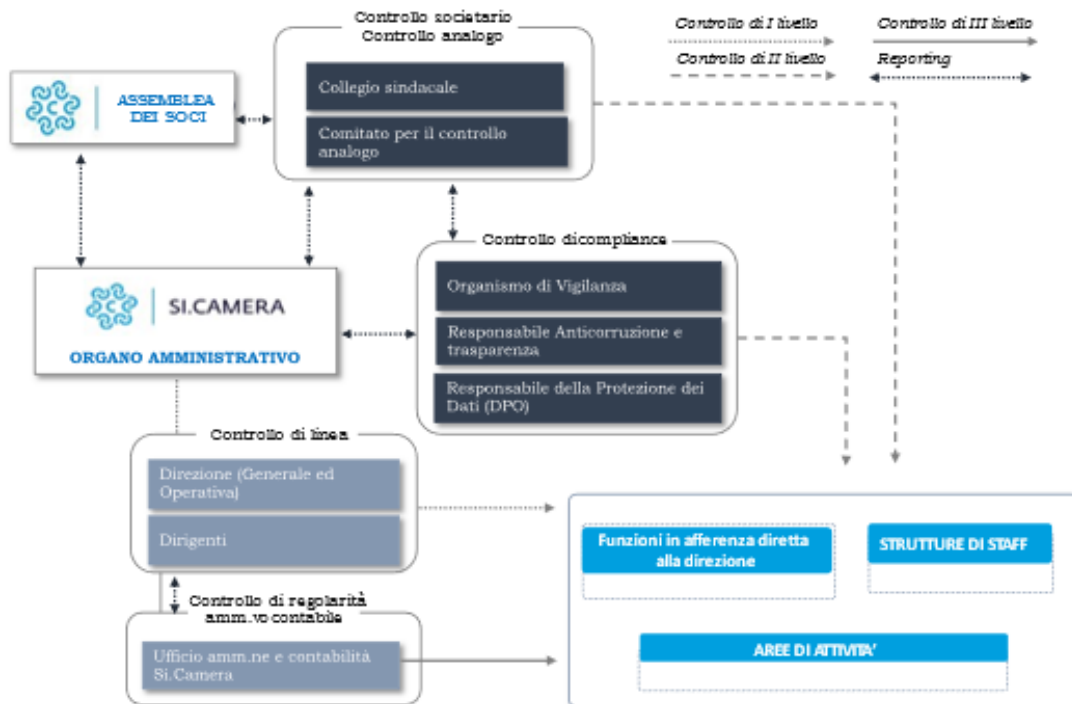 Controllo societario
Controllo analogo
Controllo di I livello
Controllo di III livello
Controllo di II livello
Reporting
ASSEMBLEA
DEI SOCI
Collegio sindacale
Comitato per il controllo
analogo
Controllo dicompliance
Organismo di Vigilanza
Responsabile Anticorruzione e
trasparenza
Responsabile della Protezione dei
Dati (DPO)
SI.CAMERA
ORGANO AMMINISTRATIVO
Controllo di linea
Direzione (Generale ed
Operativa)
Dirigenti
Controllo di regolarità
amm.vo contabile
Ufficio amm.ne e contabilità
Si.Camera
Funzioni in afferenza diretta
alla direzione
STRUTTURE DI STAFF
AREE DI ATTIVITA'